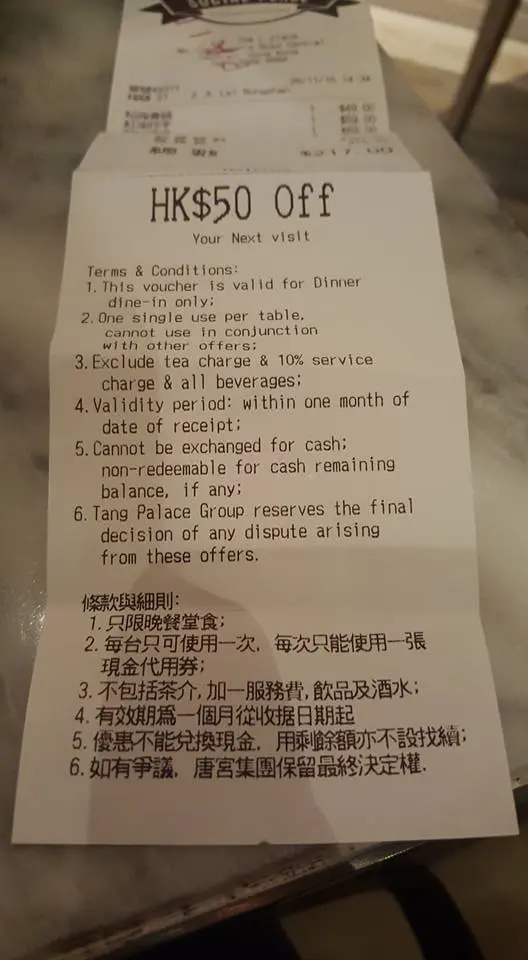 $49.00
$217.00
HK$50 Off
Your Next visit
Terms & Conditions:
1. This voucher is valid for Dinner
dine-in only;
2. One single use per table,
cannot use in conjunction
with other offers;
3. Exclude tea charge & 10% service
charge & all beverages;
4. Validity period: within one month of
date of receipt;
5. Cannot be exchanged for cash;
non-redeemable for cash remaining
balance, if any;
6. Tang Palace Group reserves the final
decision of any dispute arising
from these offers.
條款與細則:
1. 只限晚餐堂食;
2. 每台只可使用一次, 每次只能使用一張
現金代用券;
3. 不包括茶介,加一服務費,飲品及酒水;
4. 有效期爲一個月從收据日期起
5. 優惠不能兌換現金, 用剩餘額亦不設找續;
6. 如有爭議, 唐宮集團保留最終決定權.